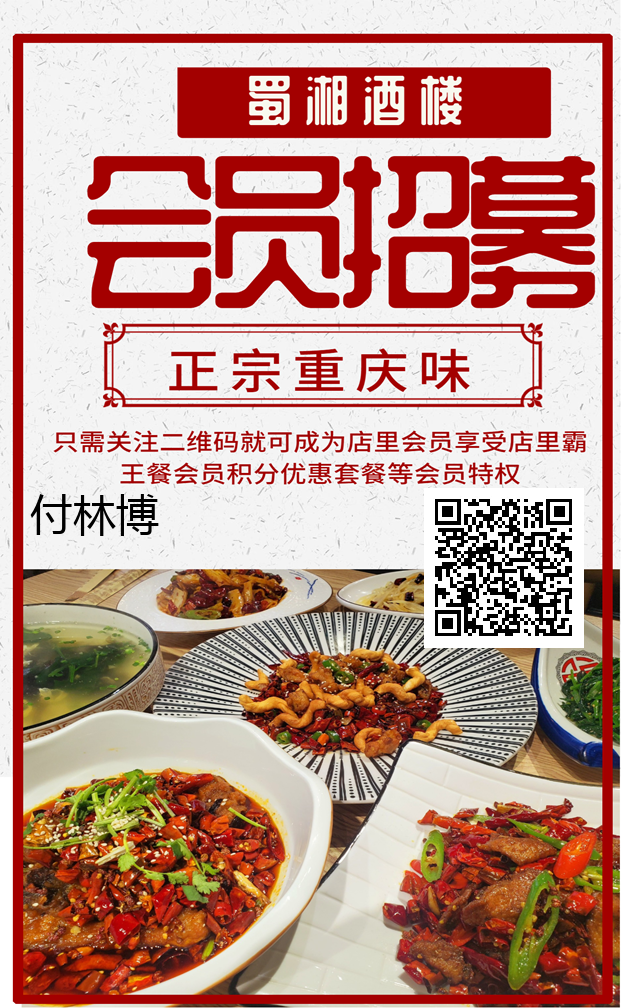 蜀湘酒楼
会员招募
正宗重庆味
只需关注二维码就可成为店里会员享受店里霸
王餐会员积分优惠套餐等会员特权
付林博